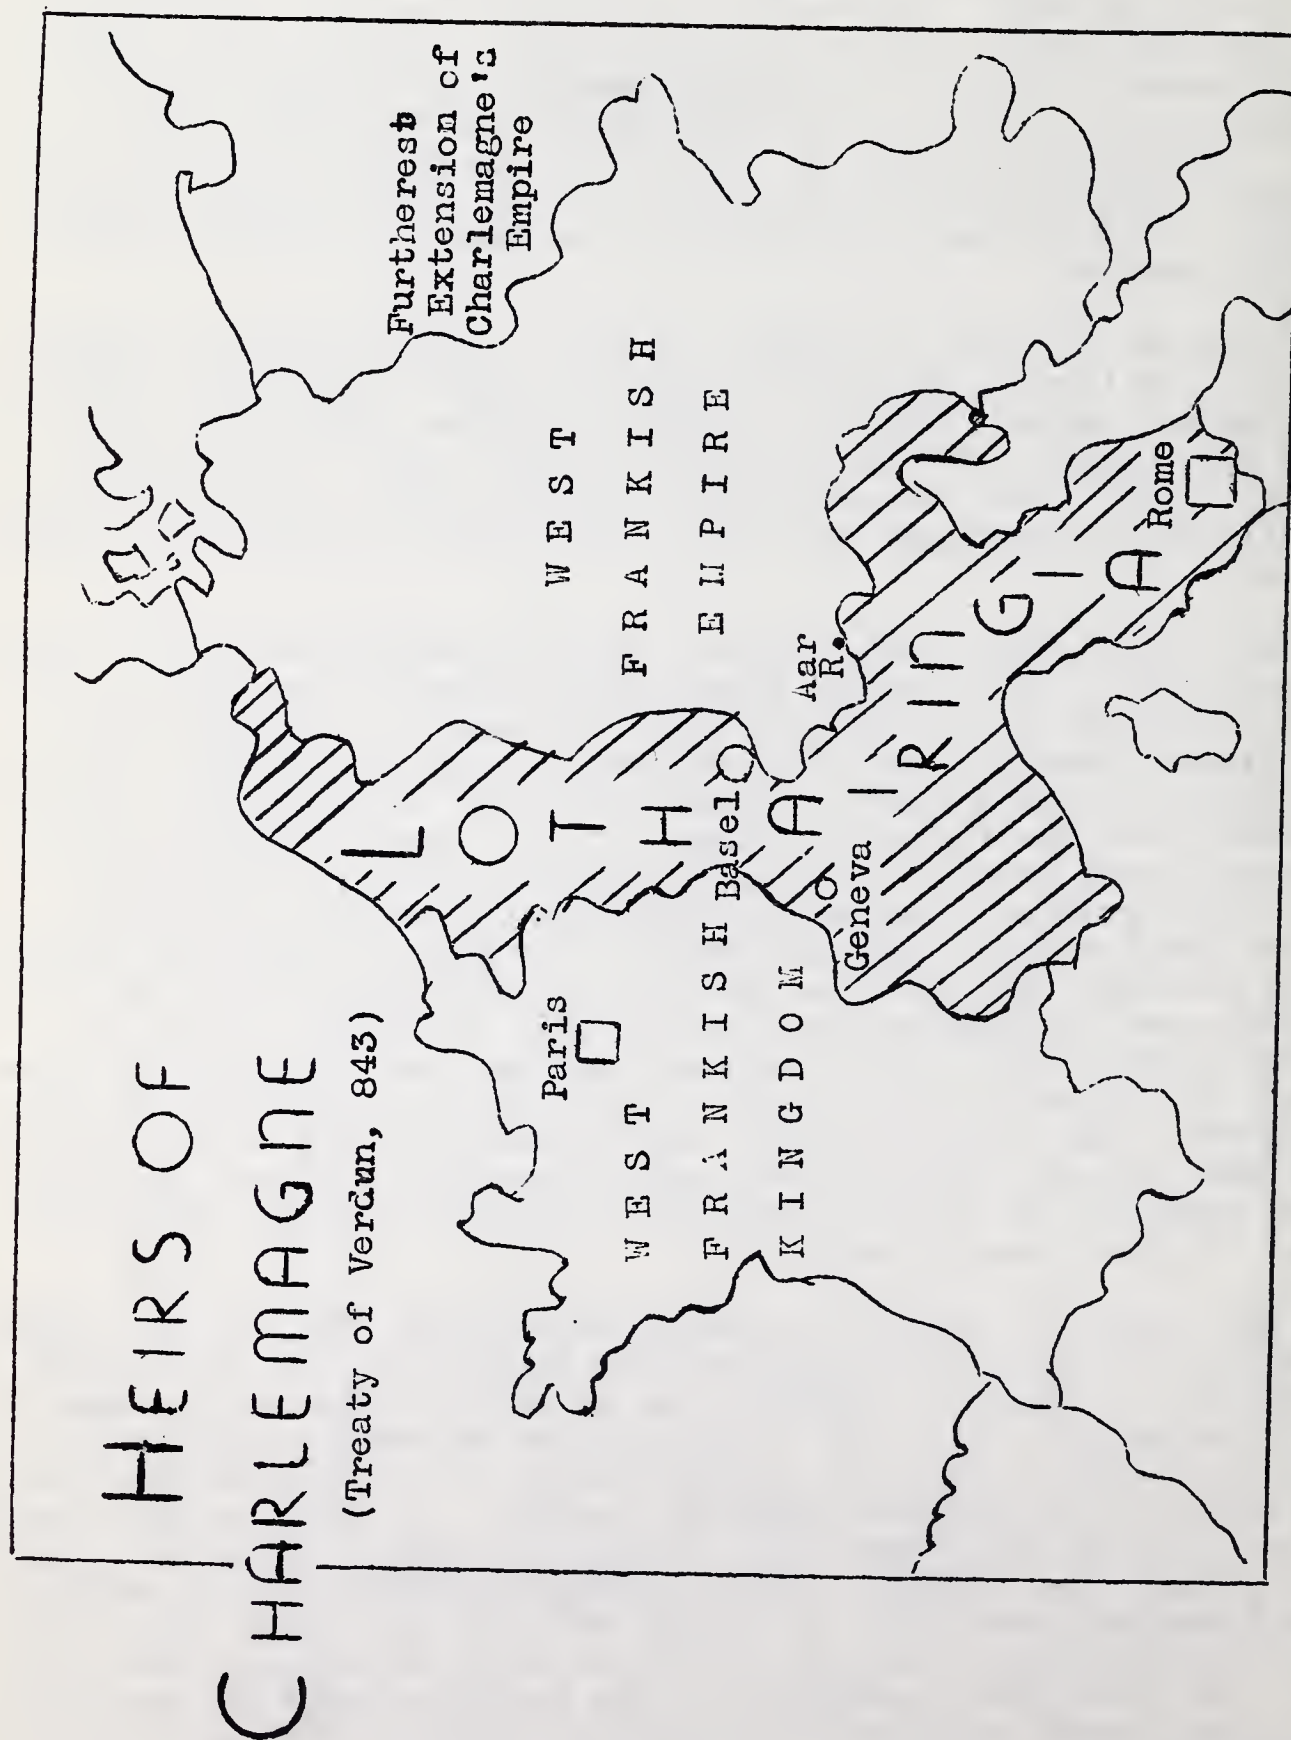 HEIRS OF
CHARLEMAGNE
(Treaty of Verdun, 843)
Furtherest
Extension of
Charlemagne's
Empire
WEST
FRANKISH
EMPIRE
LOTHAIRINGIA
Paris
WEST
FRANKISH
KINGDOM
Basel
Aar
R.
Geneva
Rome